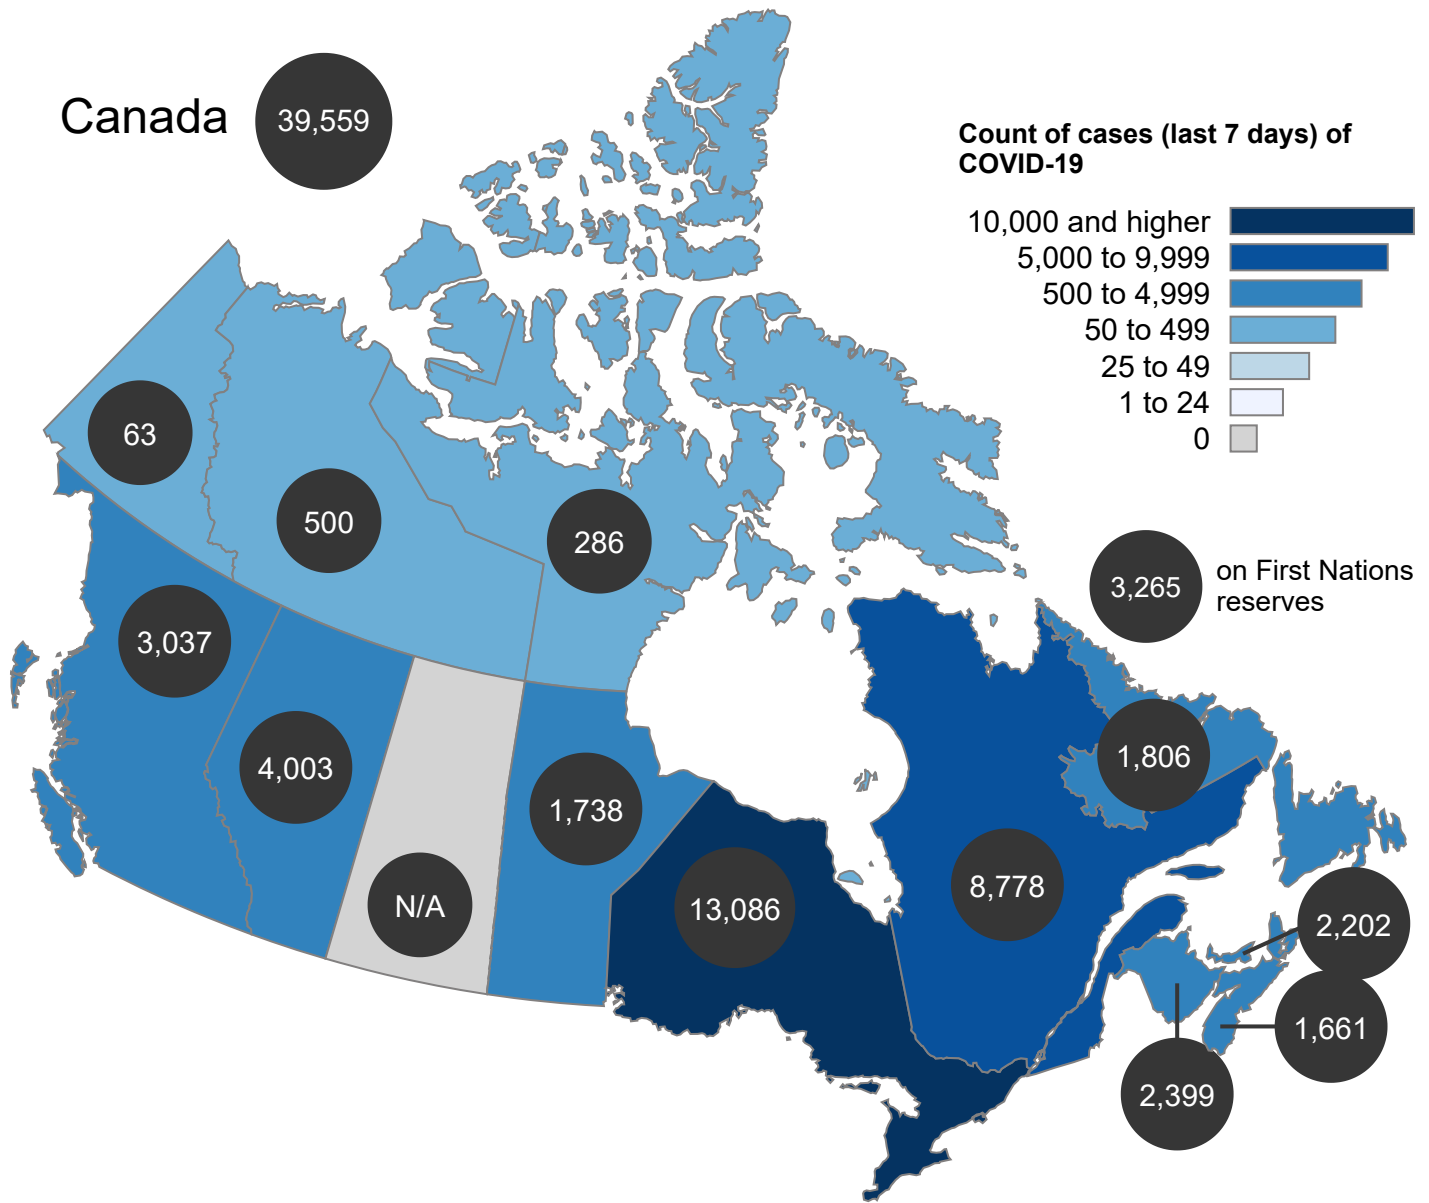 Canada
39,559
Count of cases (last 7 days) of
COVID-19
10,000 and higher
5,000 to 9,999
500 to 4,999
50 to 499
25 to 49
1 to 24
0
63
500
286
3,265
on First Nations
reserves
3,037
4,003
N/A
1,738
13,086
8,778
1,806
2,202
1,661
2,399